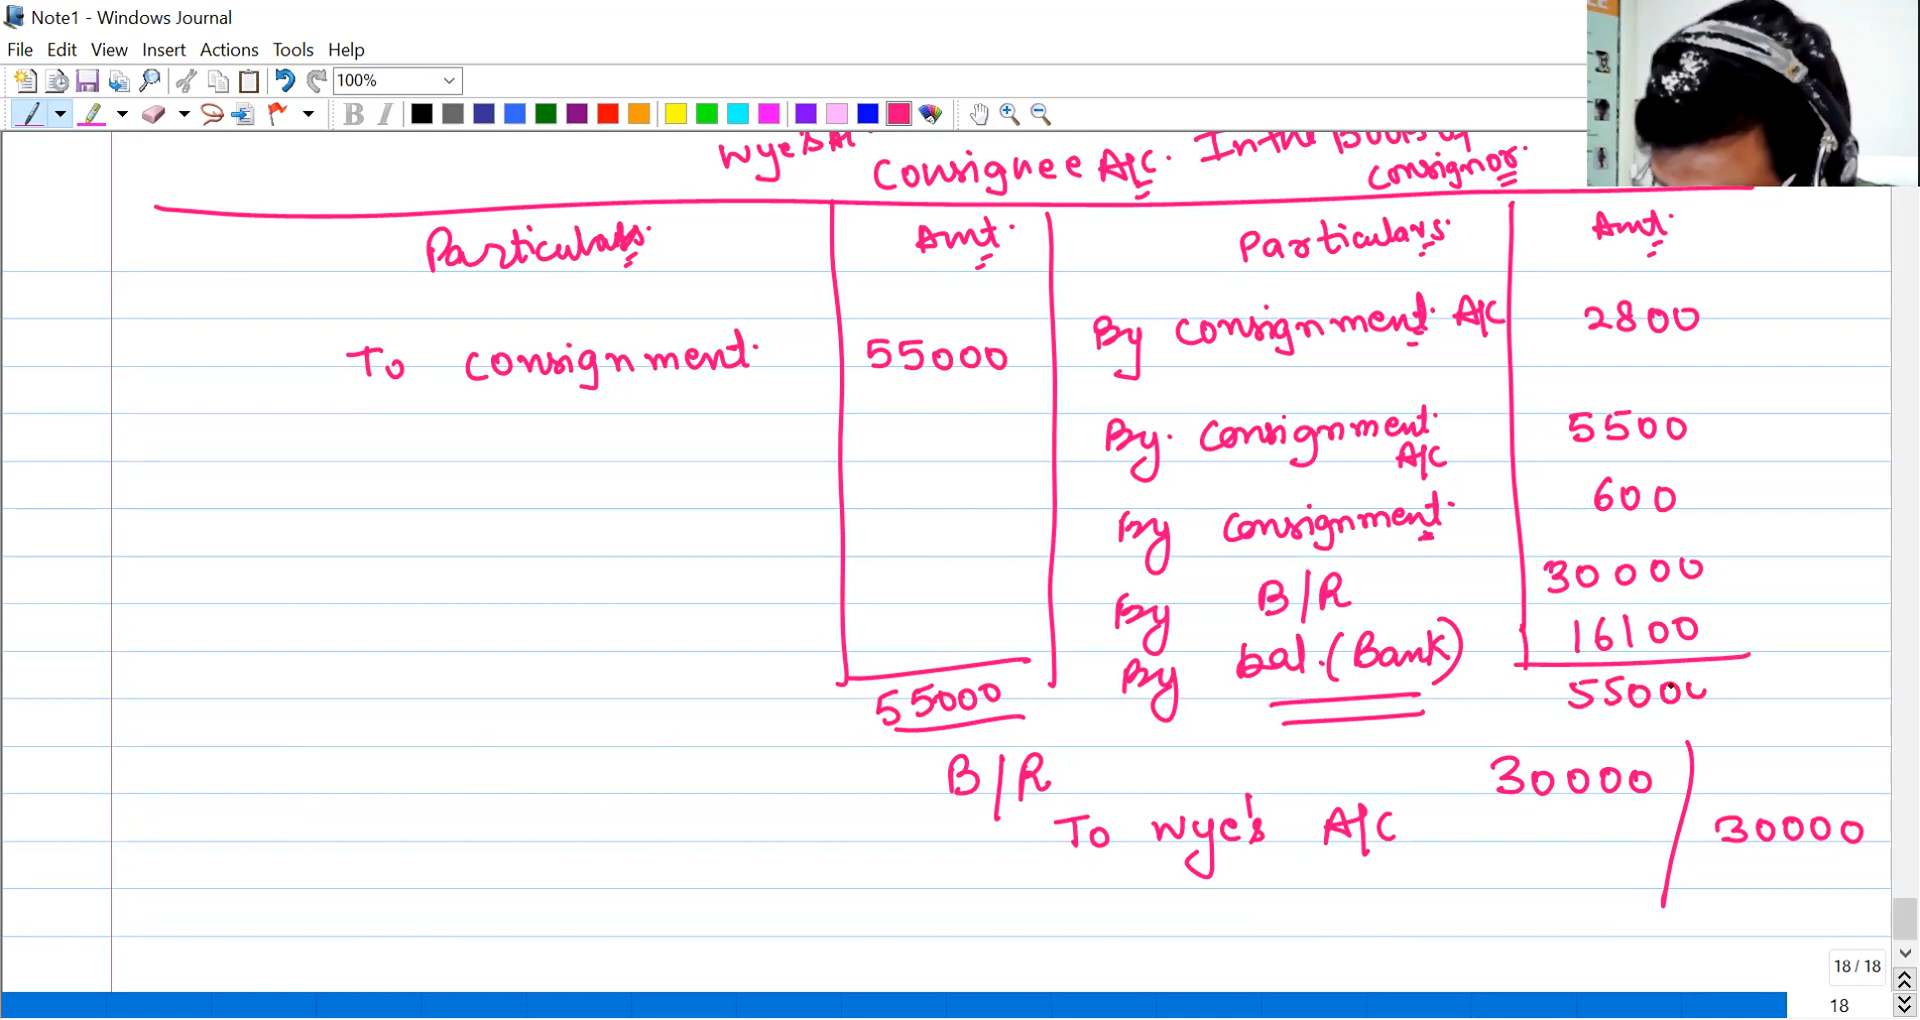 Note1 - Windows Journal
File Edit View Insert Actions Tools Help
100%
B I
Wye's A/c
Consignee A/C. In the Books of
consignor.
Particulars. Amt. Particulars. Amt.
To consignment. 55000 By consignment. A/C 2800
By. consignment. 5500
A/C
By consignment. 600
By B/R 30000
By bal. (Bank) 16100
55000 55000
B/R 30000
To wye's A/C 30000
18 / 18
18